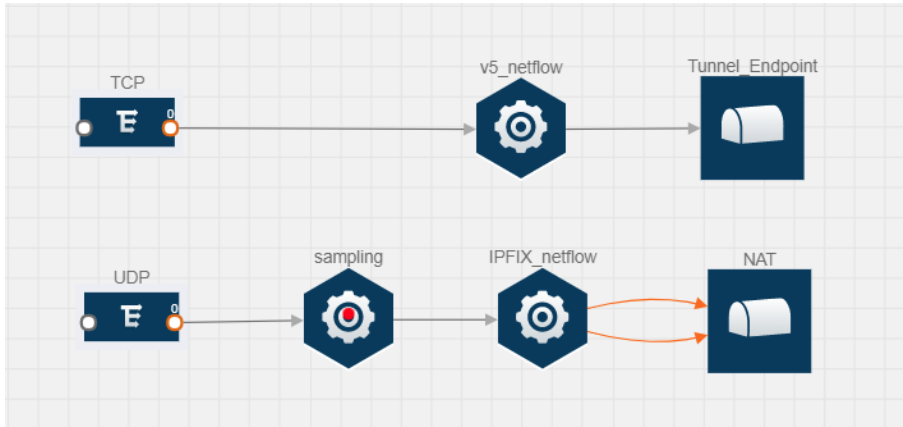 TCP
v5_netflow
Tunnel_Endpoint
0
UDP
sampling
IPFIX_netflow
NAT
0